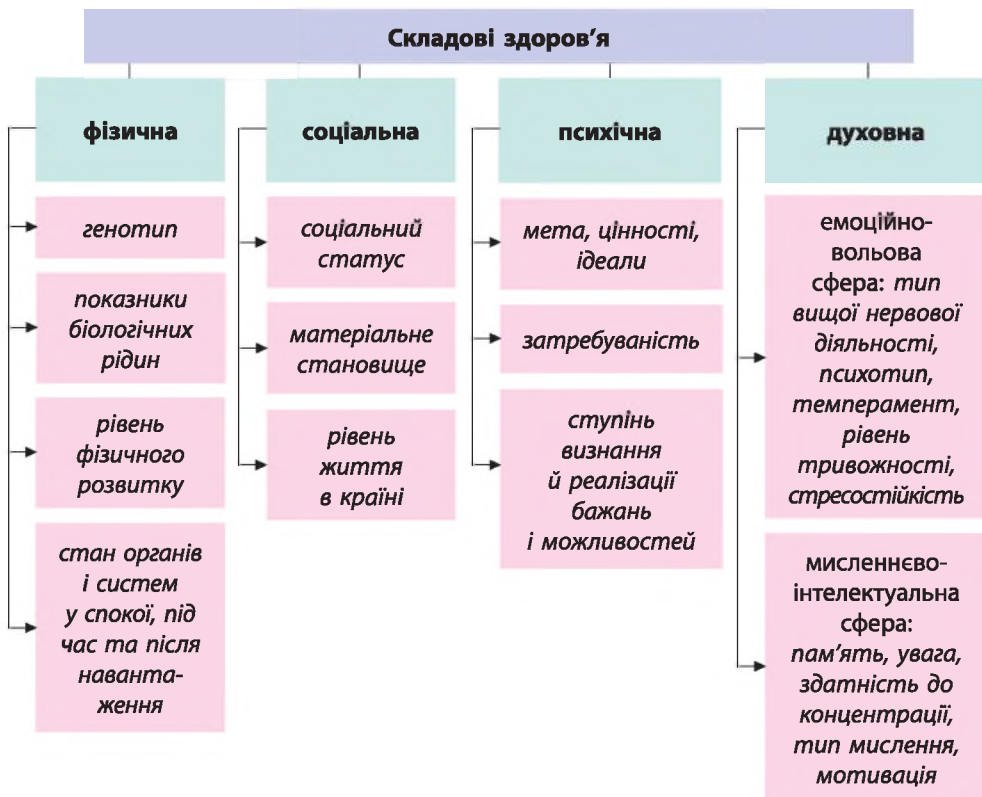 Складові здоров’я
фізична
генотип
показники
біологічних
рідин
рівень
фізичного
розвитку
стан органів
і систем
у спокої, під
час та після
наванта-
ження
соціальна
соціальний
статус
матеріальне
становище
рівень
життя
в країні
психічна
мета, цінності,
ідеали
затребуваність
ступінь
визнання
й реалізації
бажань
і можливостей
духовна
емоційно-
вольова
сфера: тип
вищої нервової
діяльності,
психотип,
темперамент,
рівень
тривожності,
стресостійкість
мисленнєво-
інтелектуальна
сфера:
пам’ять, увага,
здатність до
концентрації,
тип мислення,
мотивація